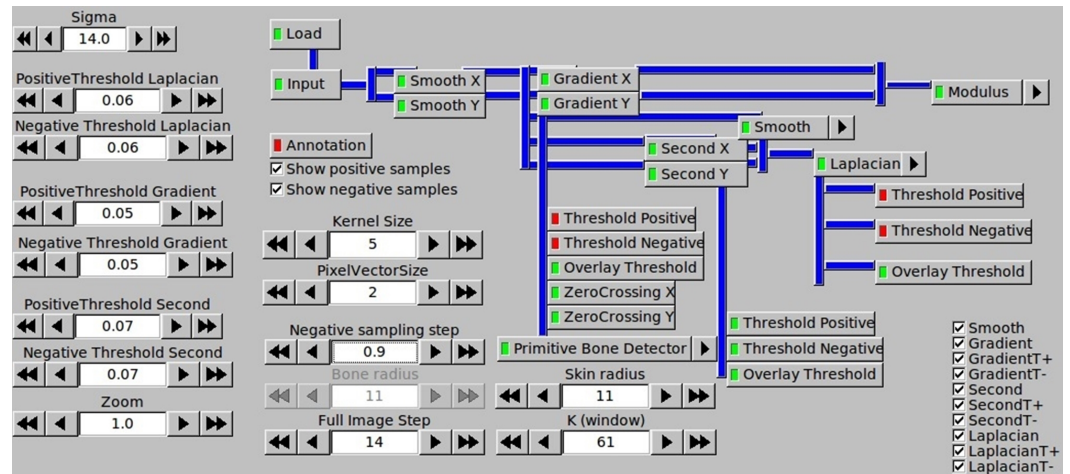 Sigma
14.0
PositiveThreshold Laplacian
0.06
Negative Threshold Laplacian
0.06
PositiveThreshold Gradient
0.05
Negative Threshold Gradient
0.05
PositiveThreshold Second
0.07
Negative Threshold Second
0.07
Zoom
1.0
Load
Input
Smooth X
Smooth Y
Gradient X
Gradient Y
Modulus
Smooth
Second X
Second Y
Laplacian
Threshold Positive
Threshold Negative
Overlay Threshold
Annotation
Show positive samples
Show negative samples
Kernel Size
5
PixelVectorSize
2
Negative sampling step
0.9
Bone radius
11
Full Image Step
14
Threshold Positive
Threshold Negative
Overlay Threshold
ZeroCrossing X
ZeroCrossing Y
Primitive Bone Detector
Skin radius
11
K (window)
61
Threshold Positive
Threshold Negative
Overlay Threshold
Smooth
Gradient
GradientT+
GradientT-
Second
SecondT+
SecondT-
Laplacian
LaplacianT+
LaplacianT-